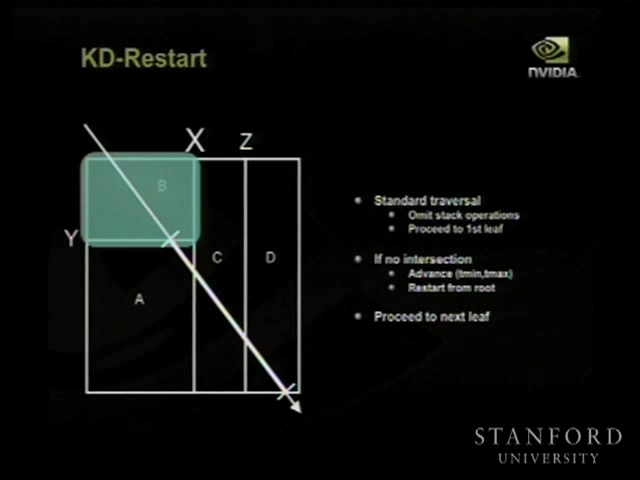 KD-Restart
NVIDIA
X Z
B
Y
C D
A
Standard traversal
Omit stack operations
Proceed to 1st leaf
If no intersection
Advance (tmin,tmax)
Restart from root
Proceed to next leaf
STANFORD
UNIVERSITY